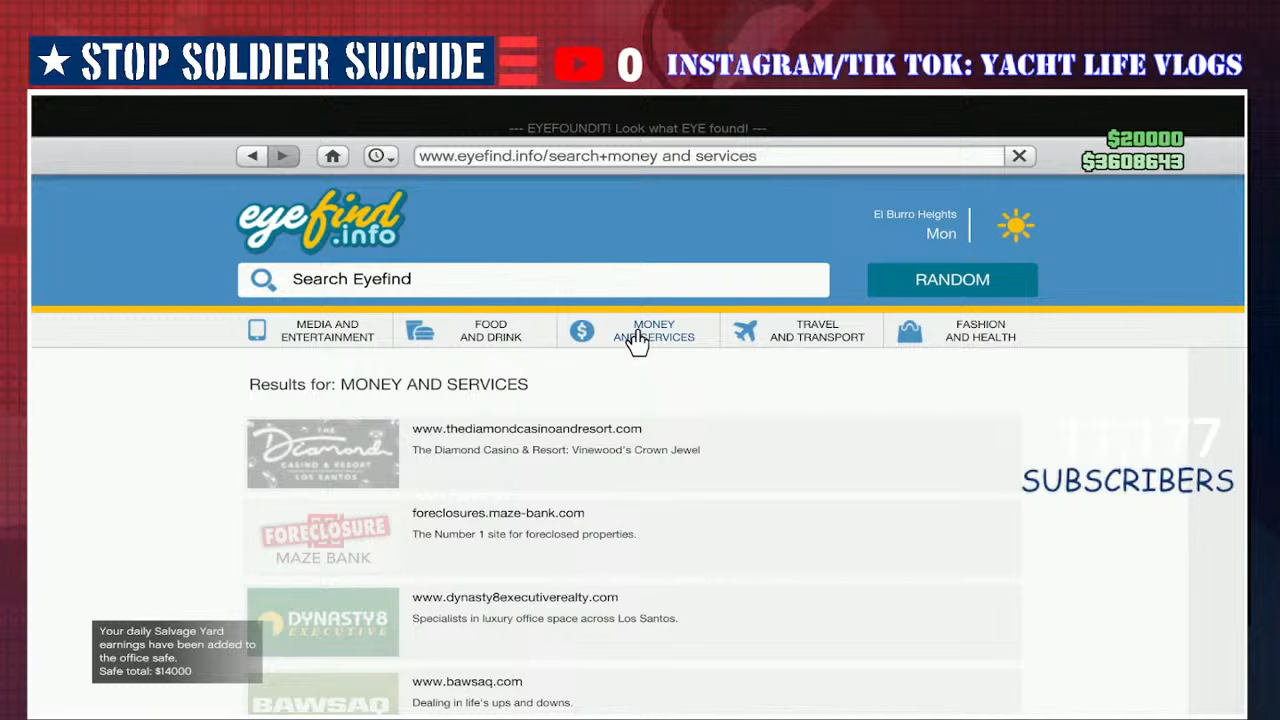 ★ STOP SOLDIER SUICIDE
0
INSTAGRAM/TIK TOK: YACHT LIFE VLOGS
--- EYEFOUNDIT! Look what EYE found! ---
www.eyefind.info/search+money and services
$20000
$3608643
eyefind
.info
El Burro Heights
Mon
Search Eyefind
RANDOM
MEDIA AND
ENTERTAINMENT
FOOD
AND DRINK
MONEY
AND SERVICES
TRAVEL
AND TRANSPORT
FASHION
AND HEALTH
Results for: MONEY AND SERVICES
THE
Diamond
CASINO & RESORT
LOS SANTOS
www.thediamondcasinoandresort.com
The Diamond Casino & Resort: Vinewood's Crown Jewel
SUBSCRIBERS
FORECLOSURE
MAZE BANK
foreclosures.maze-bank.com
The Number 1 site for foreclosed properties.
DYNASTY8
EXECUTIVE
www.dynasty8executiverealty.com
Specialists in luxury office space across Los Santos.
Your daily Salvage Yard
earnings have been added to
the office safe.
Safe total: $14000
BAWSAQ
www.bawsaq.com
Dealing in life's ups and downs.